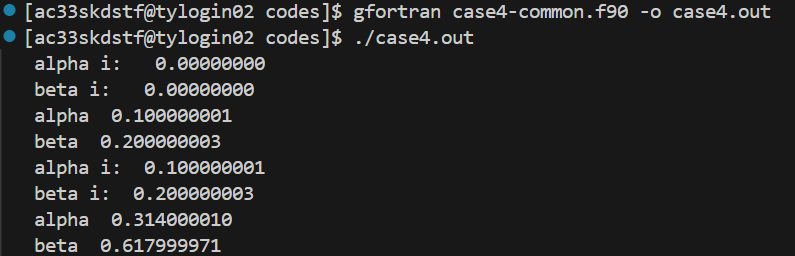 [ac33skdstf@tylogin02 codes]$ gfortran case4-common.f90 -o case4.out
[ac33skdstf@tylogin02 codes]$ ./case4.out
alpha i:   0.00000000
beta i:   0.00000000
alpha  0.100000001
beta  0.200000003
alpha i:  0.100000001
beta i:  0.200000003
alpha  0.314000010
beta  0.617999971